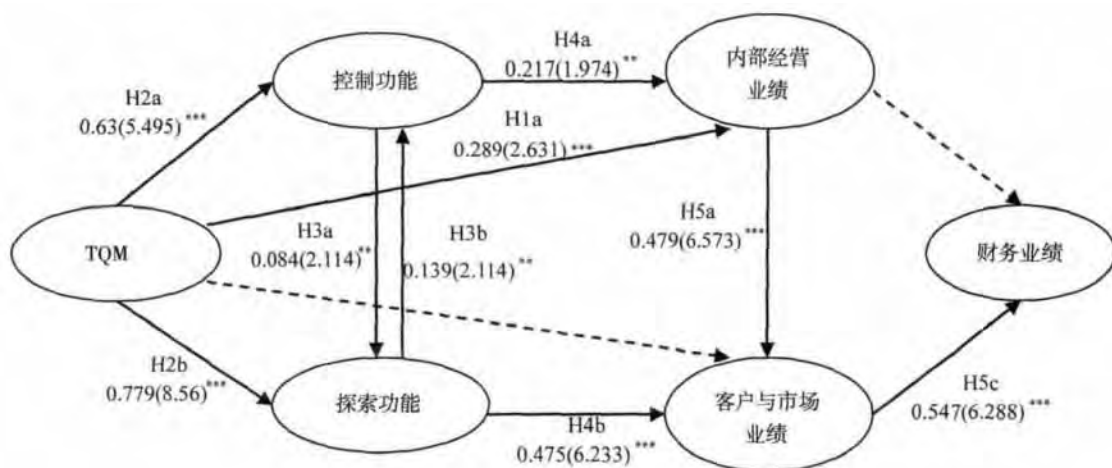 H4a
0.217(1.974) **
内部经营
业绩
控制功能
H2a
0.63(5.495) ***
H1a
0.289(2.631) ***
TQM
H3a
0.084(2.114) **
H3b
0.139(2.114) **
H5a
0.479(6.573) ***
财务业绩
H2b
0.779(8.56) ***
探索功能
H4b
0.475(6.233) ***
客户与市场
业绩
H5c
0.547(6.288) ***